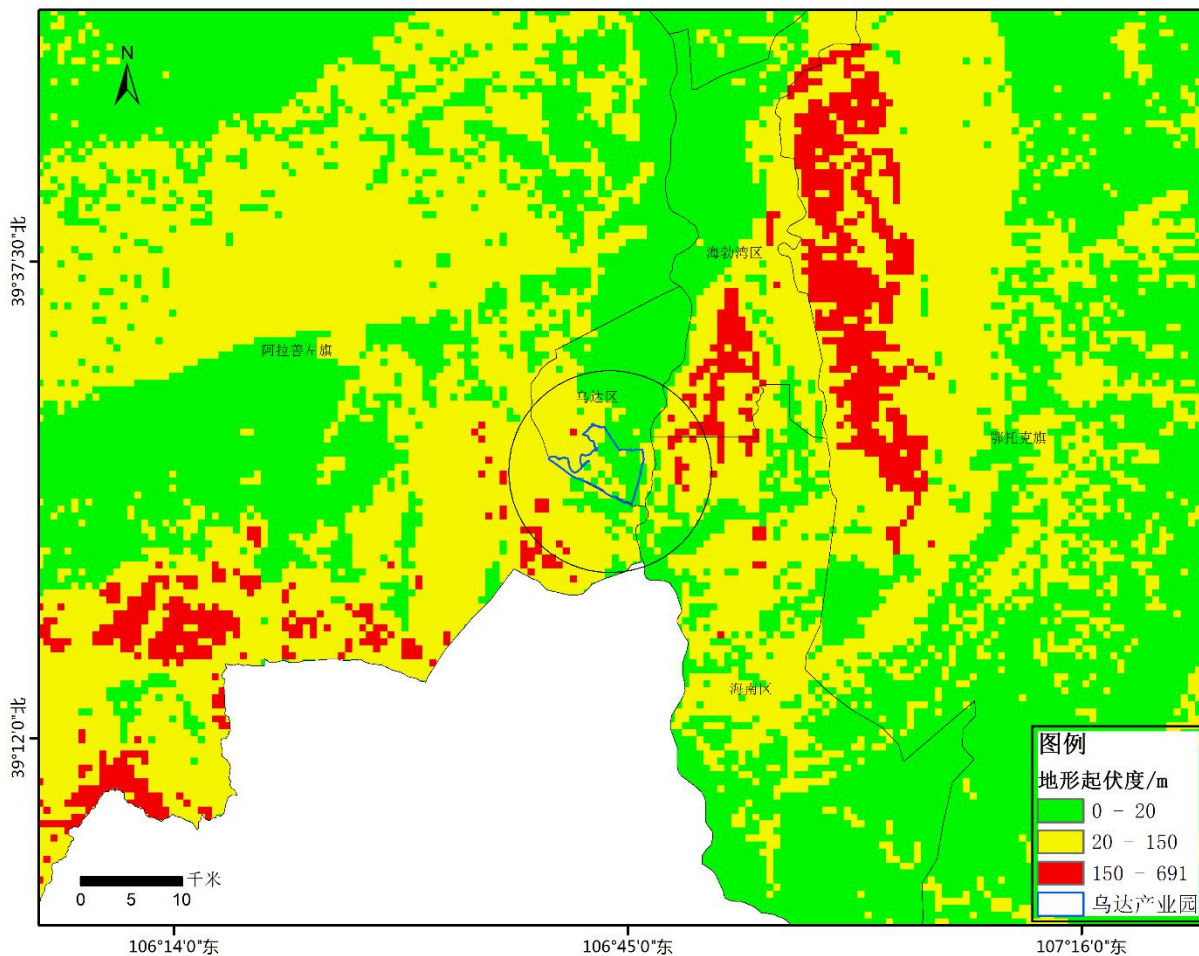 N
39°37'30"北
海勃湾区
阿拉善左旗
乌达区
鄂托克旗
海南区
39°12'0"北
图例
地形起伏度/m
0 - 20
20 - 150
150 - 691
乌达产业园
千米
0 5 10
106°14'0"东
106°45'0"东
107°16'0"东